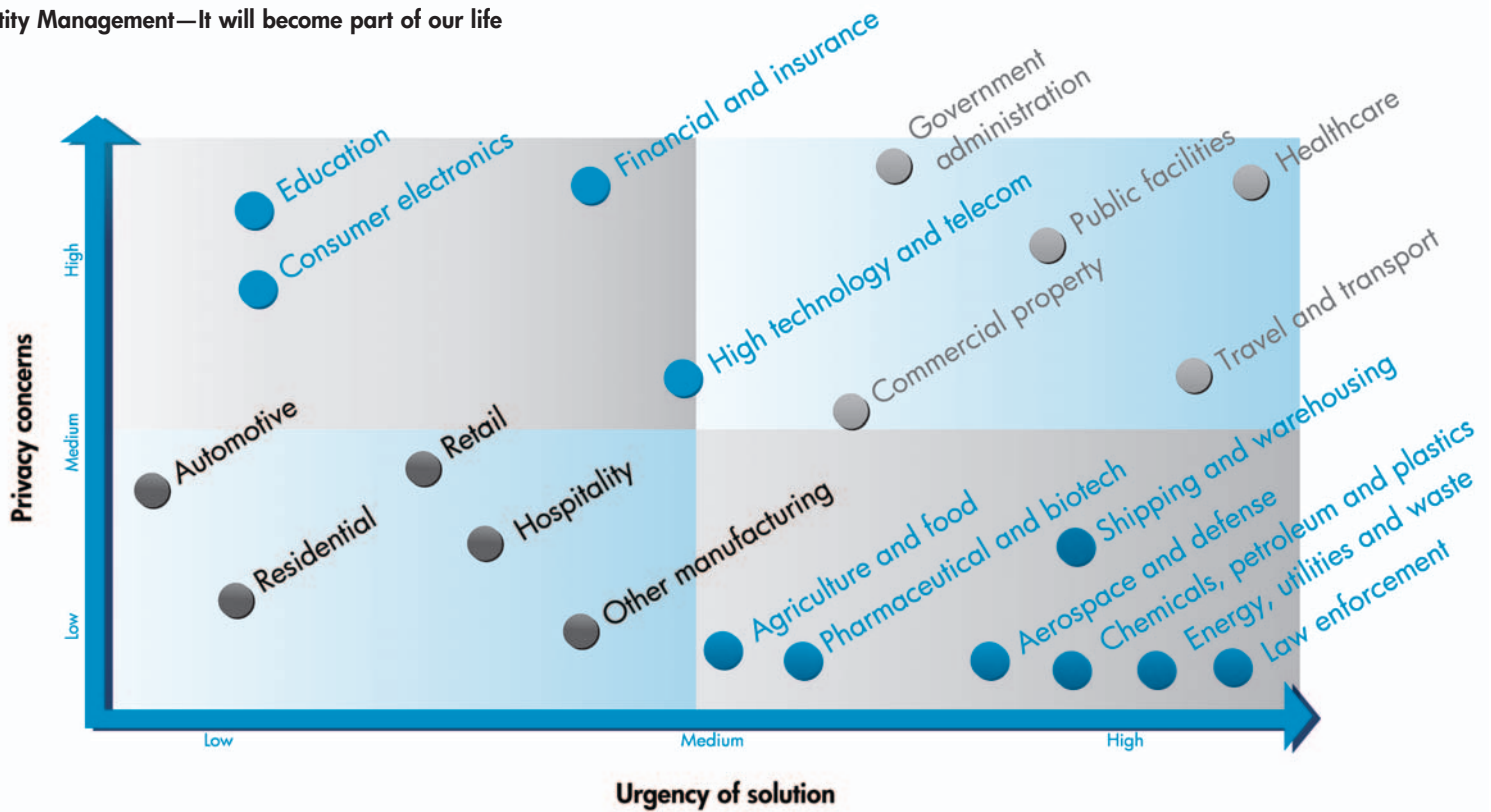 tity Management—It will become part of our life
Financial and insurance
Government
administration
Healthcare
Education
Consumer electronics
Public facilities
High technology and telecom
Commercial property
Travel and transport
High
Privacy concerns
Medium
Low
Automotive
Retail
Residential
Hospitality
Other manufacturing
Agriculture and food
Pharmaceutical and biotech
Shipping and warehousing
Aerospace and defense
Chemicals, petroleum and plastics
Energy, utilities and waste
Law enforcement
Low
Medium
High
Urgency of solution